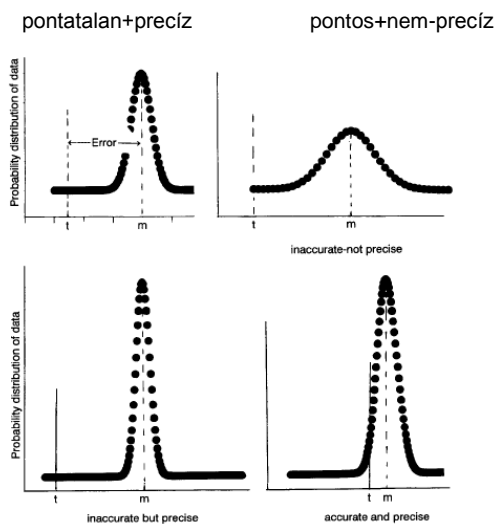 pontatalan+precíz
pontos+nem-precíz
Probability distribution of data
Error
t m
t m
inaccurate-not precise
Probability distribution of data
t m
t m
inaccurate but precise
accurate and precise